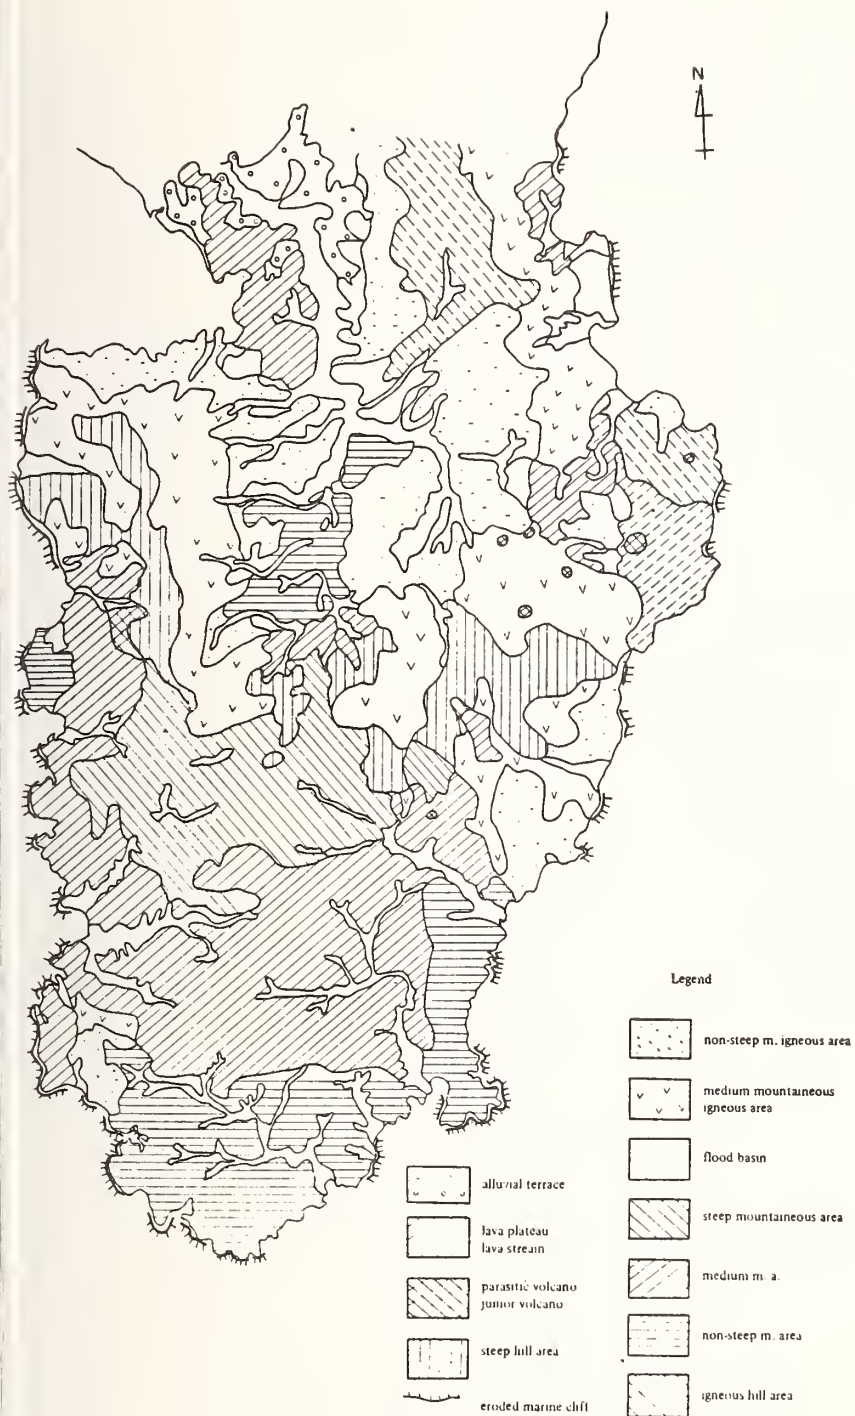 N
Legend
non-steep m. igneous area
medium mountaineous
igneous area
flood basin
steep mountaineous area
medium m. a.
non-steep m. area
igneous hill area
alluvial terrace
lava plateau
lava stream
parasitic volcano
junior volcano
steep hill area
eroded marine cliff